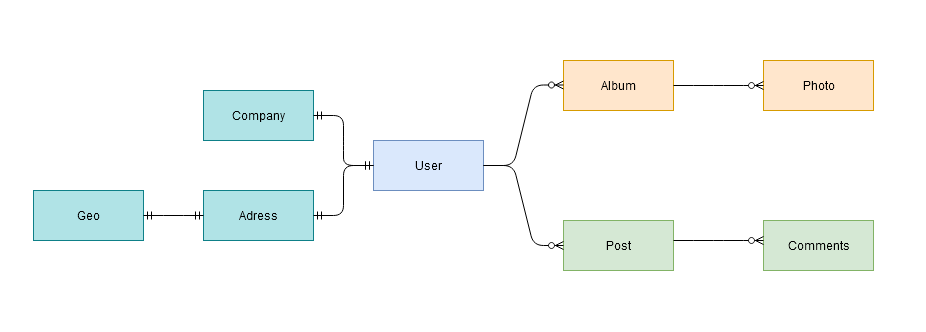 Album
Photo
Company
User
Geo
Adress
Post
Comments